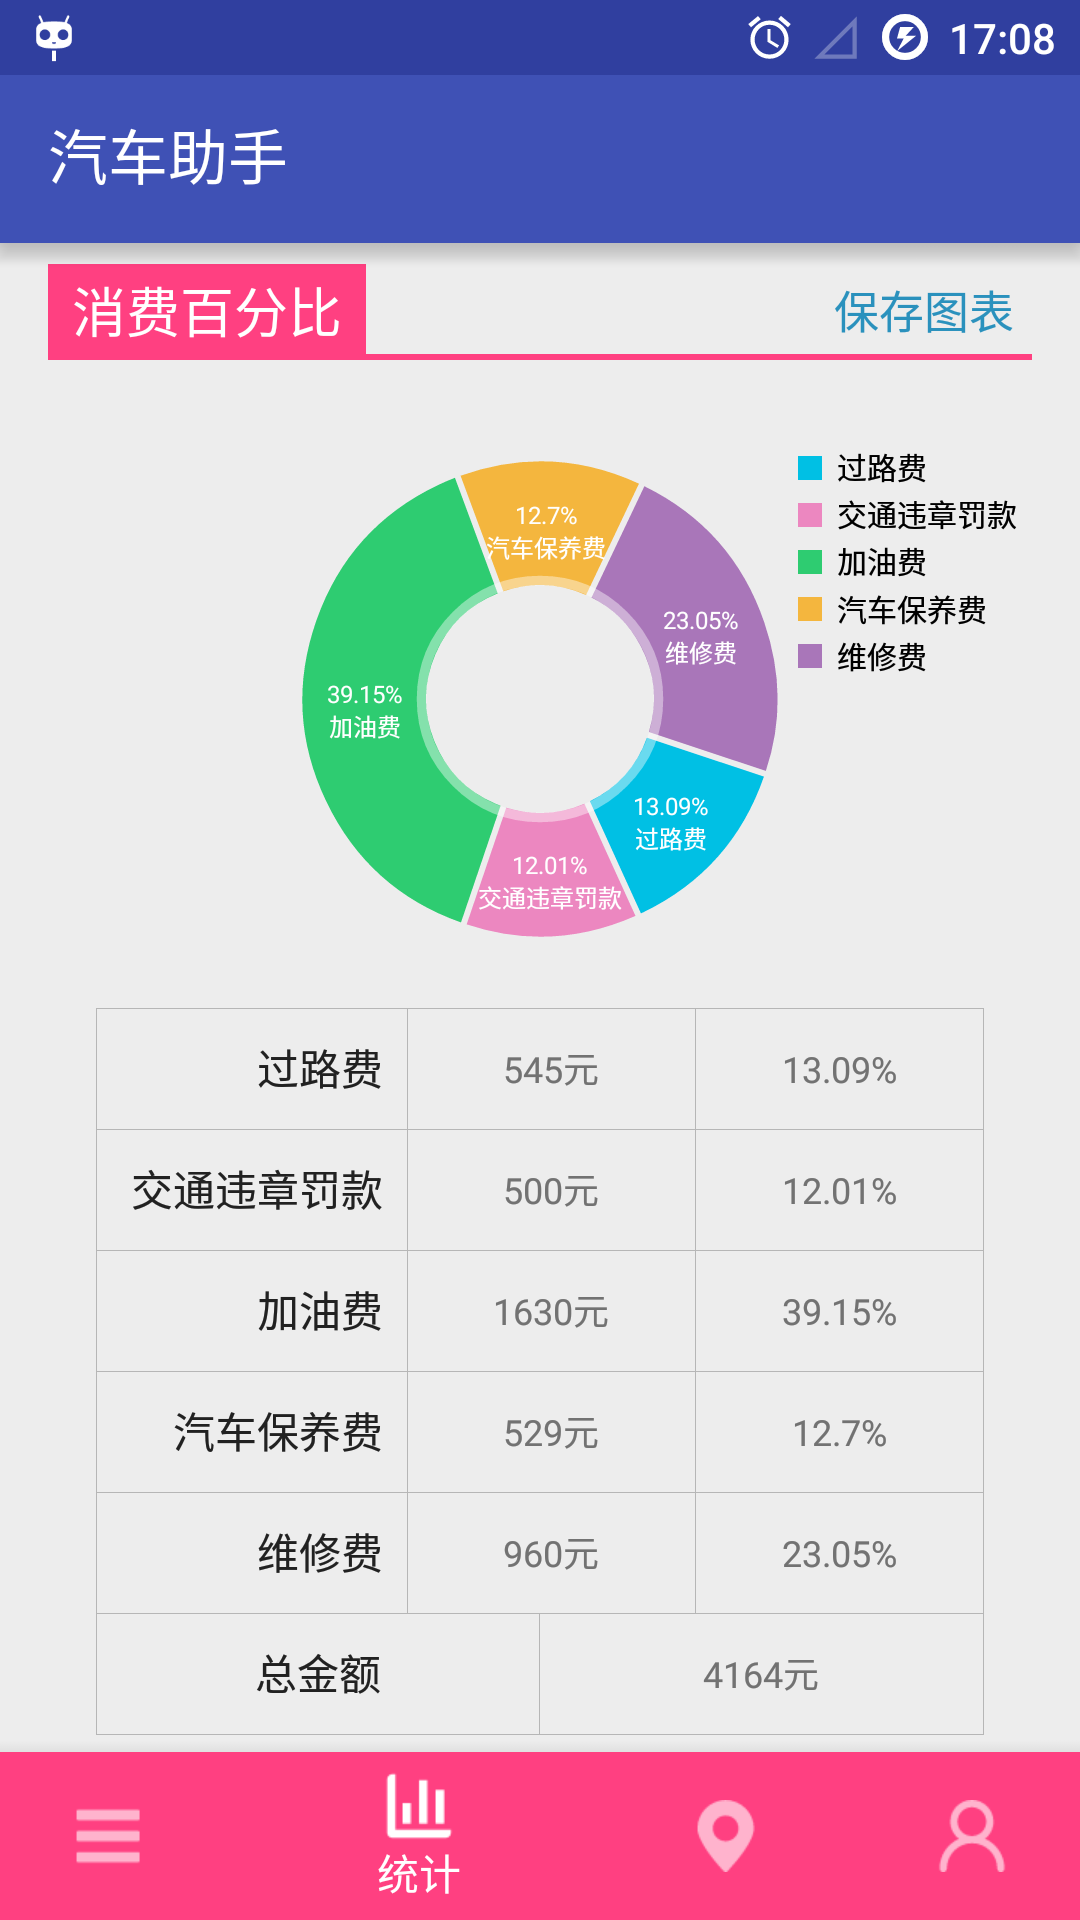 17:08
汽车助手
消费百分比
保存图表
过路费
交通违章罚款
加油费
汽车保养费
维修费
12.7%
汽车保养费
23.05%
维修费
39.15%
加油费
13.09%
过路费
12.01%
交通违章罚款
过路费 545元 13.09%
交通违章罚款 500元 12.01%
加油费 1630元 39.15%
汽车保养费 529元 12.7%
维修费 960元 23.05%
总金额 4164元
统计